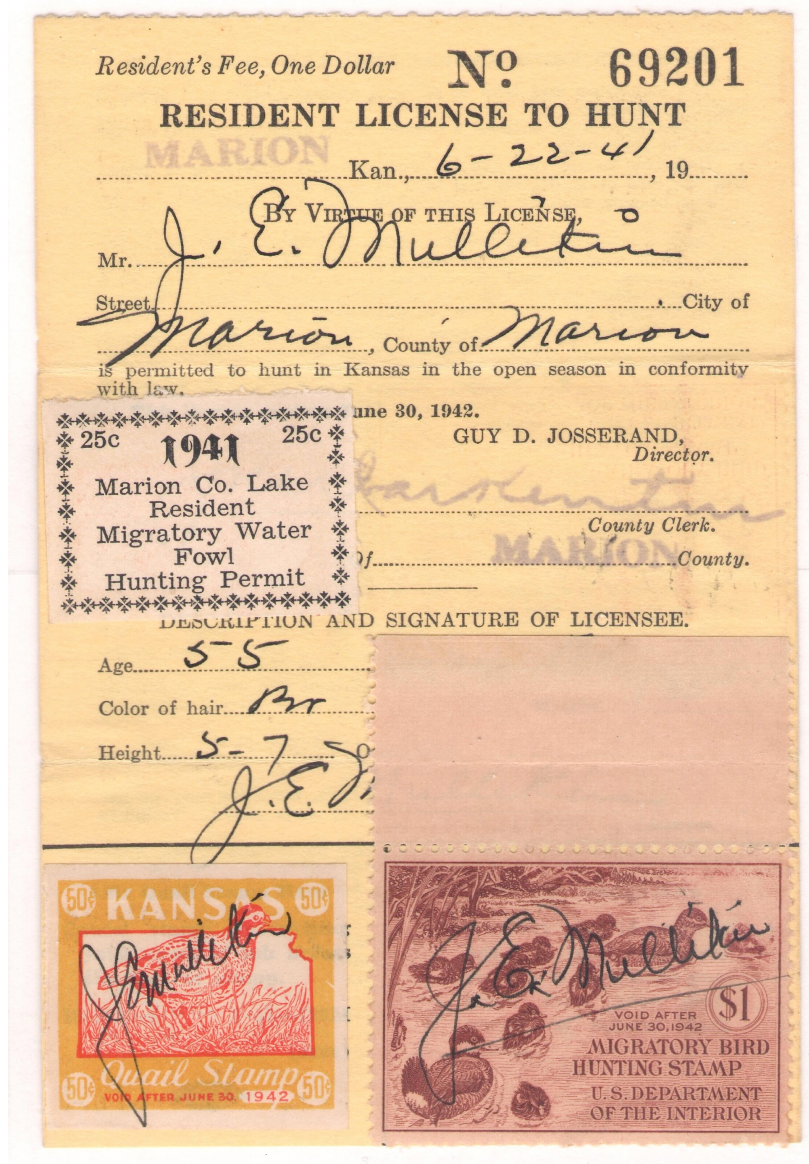 Resident's Fee, One Dollar Nº 69201
RESIDENT LICENSE TO HUNT
MARION Kan., 6-22-41, 19
BY VIRTUE OF THIS LICENSE,
Mr. J. E. Mullikin
Street City of
Marion, County of Marion
is permitted to hunt in Kansas in the open season in conformity
with law.
une 30, 1942.
GUY D. JOSSERAND,
Director.
County Clerk.
MARION County.
DESCRIPTION AND SIGNATURE OF LICENSEE.
Age 55
Color of hair Br
Height 5-7
J. E. M
25c 1941 25c
Marion Co. Lake
Resident
Migratory Water
Fowl
Hunting Permit
50¢ KANSAS 50¢
J E Mullikin
50¢ Quail Stamp 50¢
VOID AFTER JUNE 30, 1942
J. E. Mullikin
$1
VOID AFTER
JUNE 30, 1942
MIGRATORY BIRD
HUNTING STAMP
U.S. DEPARTMENT
OF THE INTERIOR